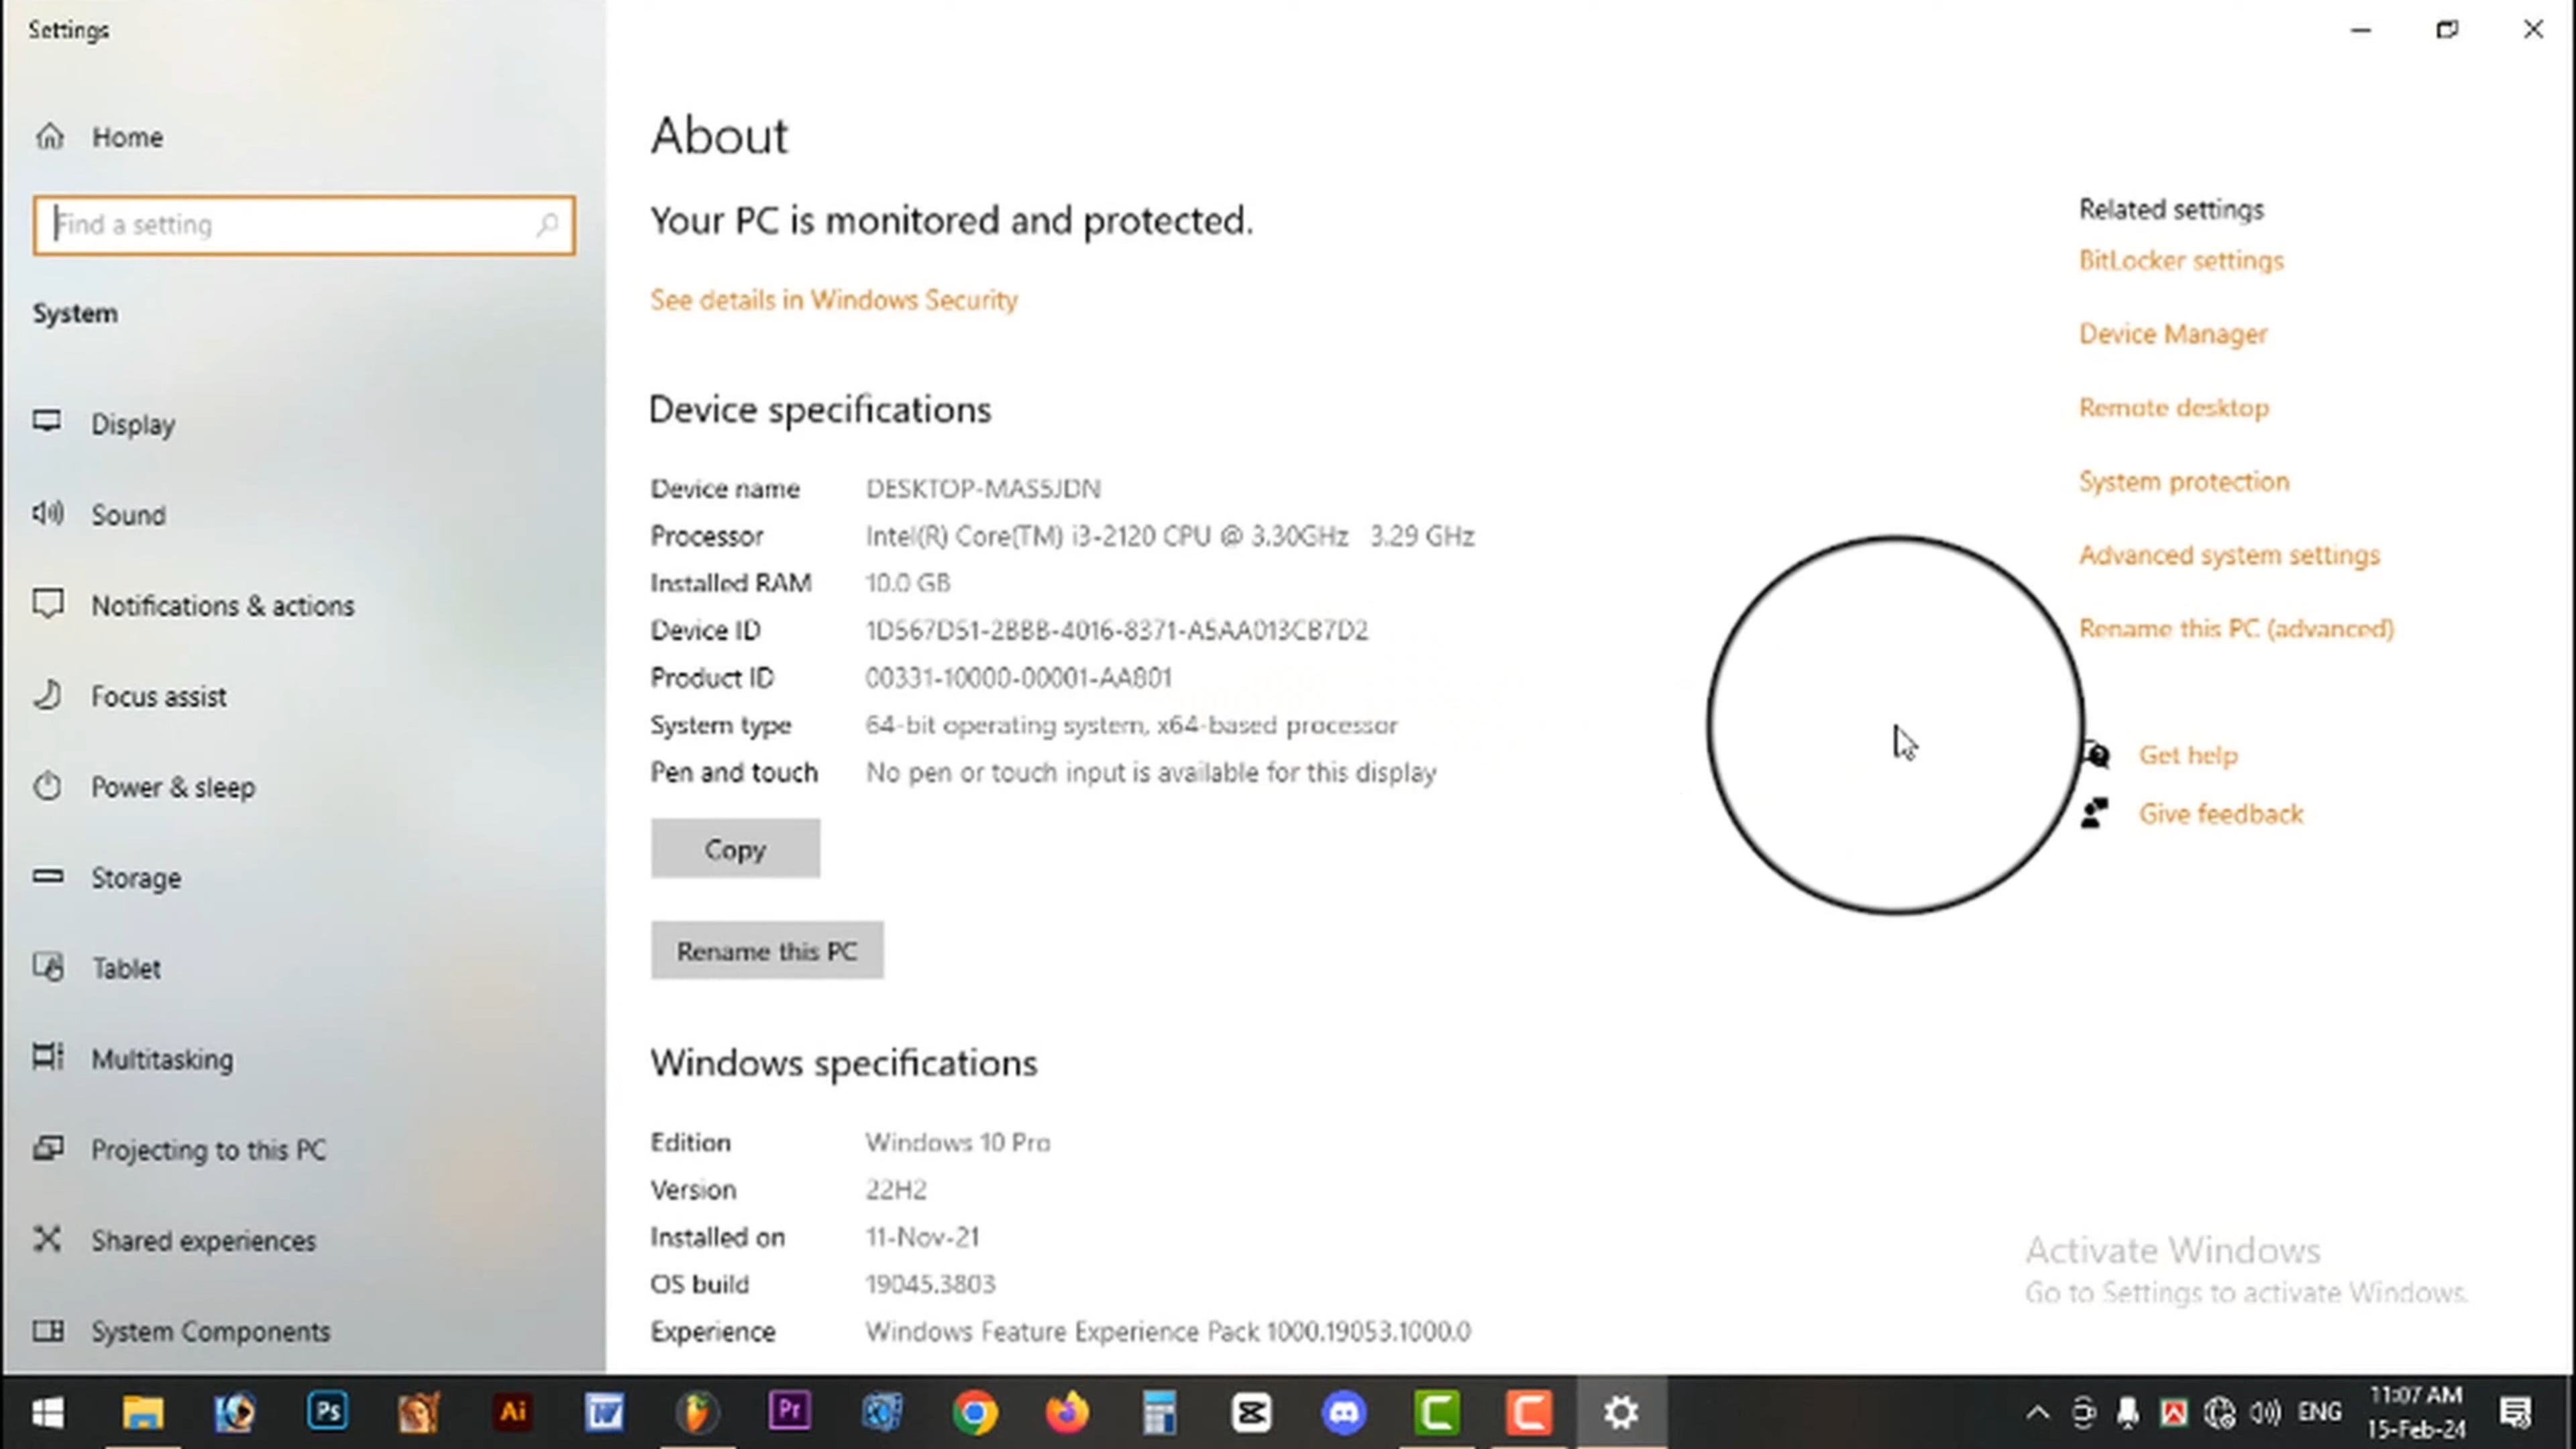 Settings
Home
Find a setting
System
Display
Sound
Notifications & actions
Focus assist
Power & sleep
Storage
Tablet
Multitasking
Projecting to this PC
Shared experiences
System Components
About
Your PC is monitored and protected.
See details in Windows Security
Device specifications
Device name DESKTOP-MAS5JDN
Processor Intel(R) Core(TM) i3-2120 CPU @ 3.30GHz 3.29 GHz
Installed RAM 10.0 GB
Device ID 1D567D51-2BBB-4016-8371-A5AA013CB7D2
Product ID 00331-10000-00001-AA801
System type 64-bit operating system, x64-based processor
Pen and touch No pen or touch input is available for this display
Copy
Rename this PC
Windows specifications
Edition Windows 10 Pro
Version 22H2
Installed on 11-Nov-21
OS build 19045.3803
Experience Windows Feature Experience Pack 1000.19053.1000.0
Related settings
BitLocker settings
Device Manager
Remote desktop
System protection
Advanced system settings
Rename this PC (advanced)
Get help
Give feedback
Activate Windows
Go to Settings to activate Windows.
Ps
Ai
W
Pr
ENG
11:07 AM
15-Feb-24